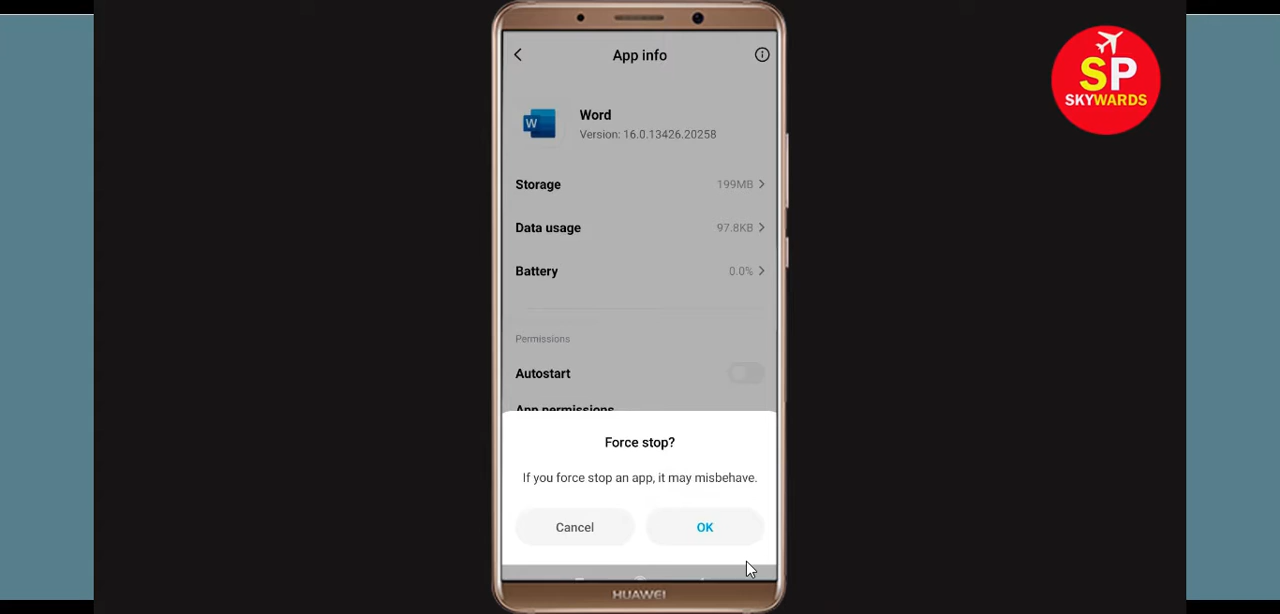 App info
SP
SKYWARDS
W
Word
Version: 16.0.13426.20258
Storage 199MB
Data usage 97.8KB
Battery 0.0%
Permissions
Autostart
App permissions
Force stop?
If you force stop an app, it may misbehave.
Cancel OK
HUAWEI